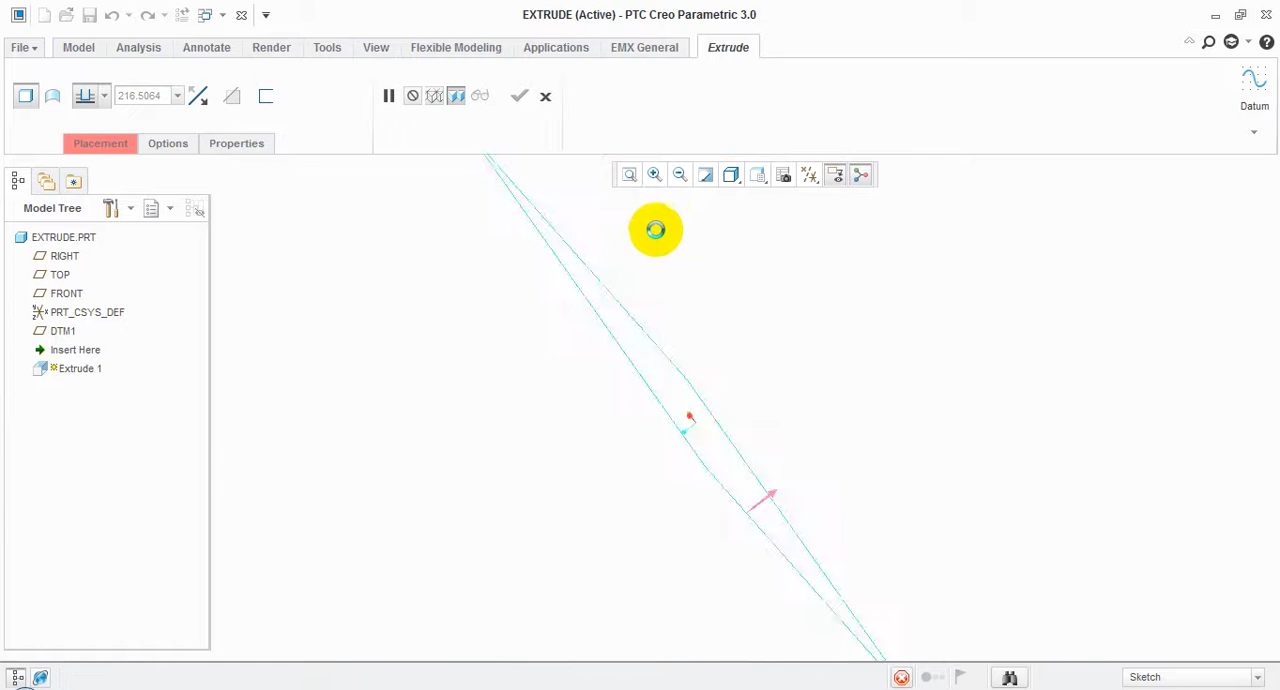 EXTRUDE (Active) - PTC Creo Parametric 3.0
File Model Analysis Annotate Render Tools View Flexible Modeling Applications EMX General Extrude
216.5064
Datum
Placement Options Properties
Model Tree
EXTRUDE.PRT
RIGHT
TOP
FRONT
PRT_CSYS_DEF
DTM1
Insert Here
Extrude 1
Sketch